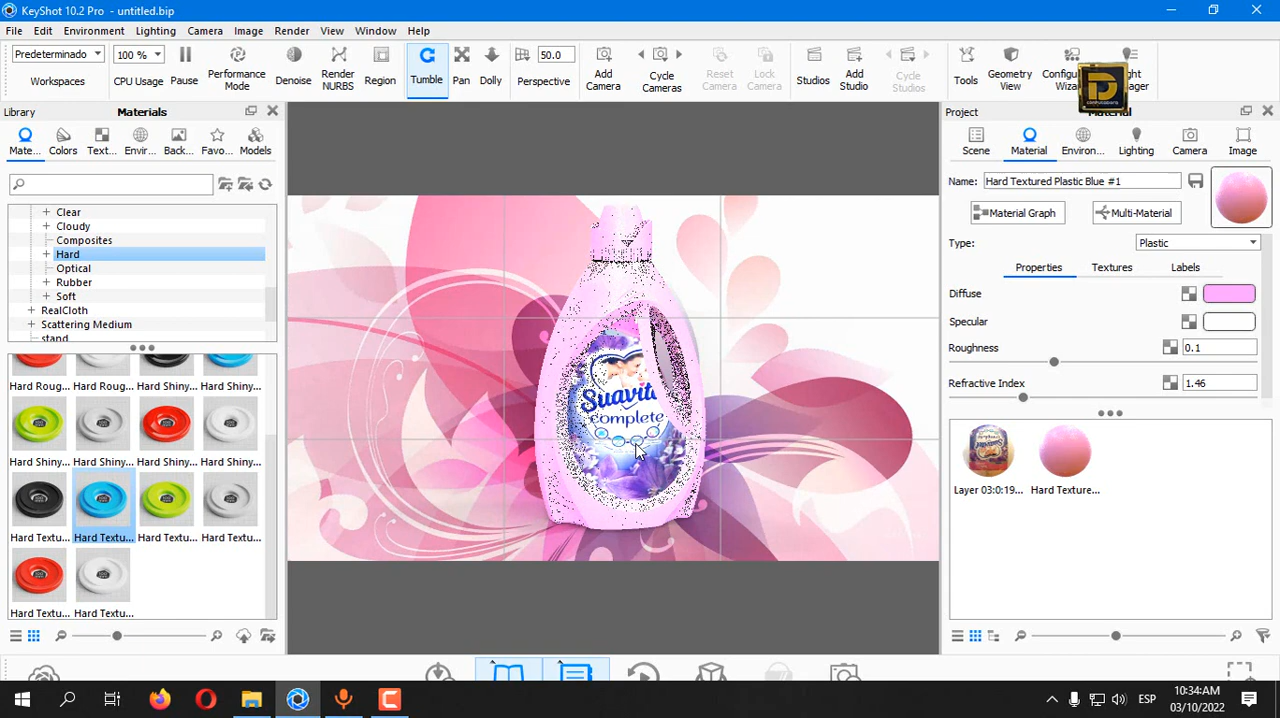 KeyShot 10.2 Pro - untitled.bip
File Edit Environment Lighting Camera Image Render View Window Help
Predeterminado 100 % 50.0
Workspaces CPU Usage Pause Performance Mode Denoise Render NURBS Tumble Pan Dolly Perspective Add Camera Cycle Cameras Reset Camera Lock Camera Studios Add Studio Cycle Studios Tools Geometry View
Library Materials
Mate... Colors Text... Envir... Back... Favo... Models
Clear
Cloudy
Composites
Hard
Optical
Rubber
Soft
RealCloth
Scattering Medium
stand
Hard Roug... Hard Roug... Hard Shiny... Hard Shiny...
Hard Shiny... Hard Shiny... Hard Shiny... Hard Shiny...
Hard Textu... Hard Textu... Hard Textu... Hard Textu...
Hard Textu... Hard Textu...
Suavitel
complete
Project Material
Scene Material Environ... Lighting Camera Image
Name: Hard Textured Plastic Blue #1
Material Graph Multi-Material
Type: Plastic
Properties Textures Labels
Diffuse
Specular
Roughness 0.1
Refractive Index 1.46
Layer 03:0:19... Hard Texture...
ESP
10:34 AM
03/10/2022